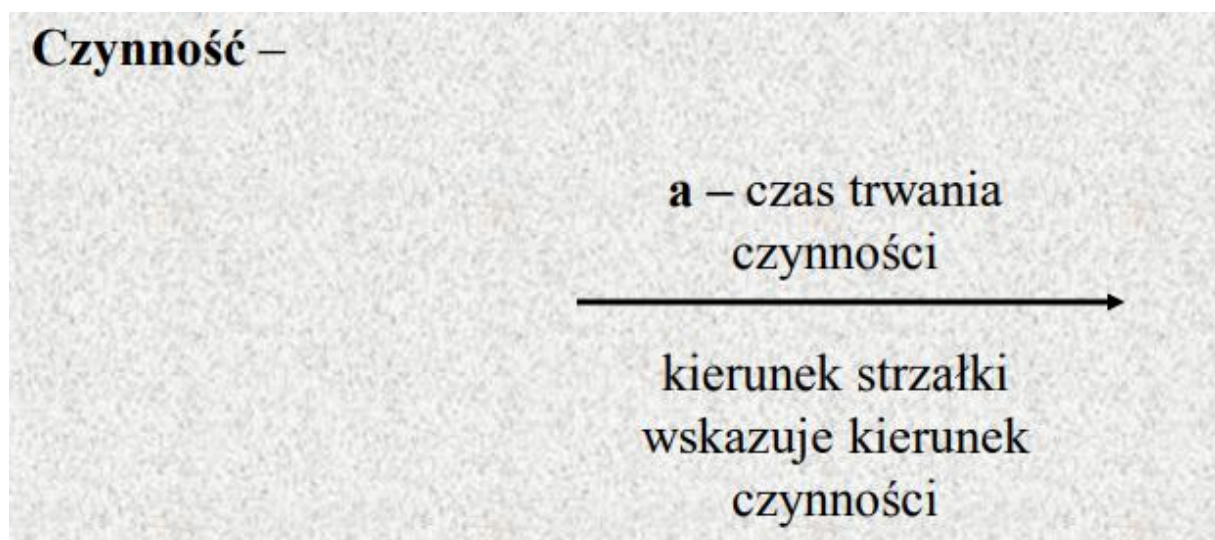 Czynność –
a – czas trwania
czynności
kierunek strzałki
wskazuje kierunek
czynności